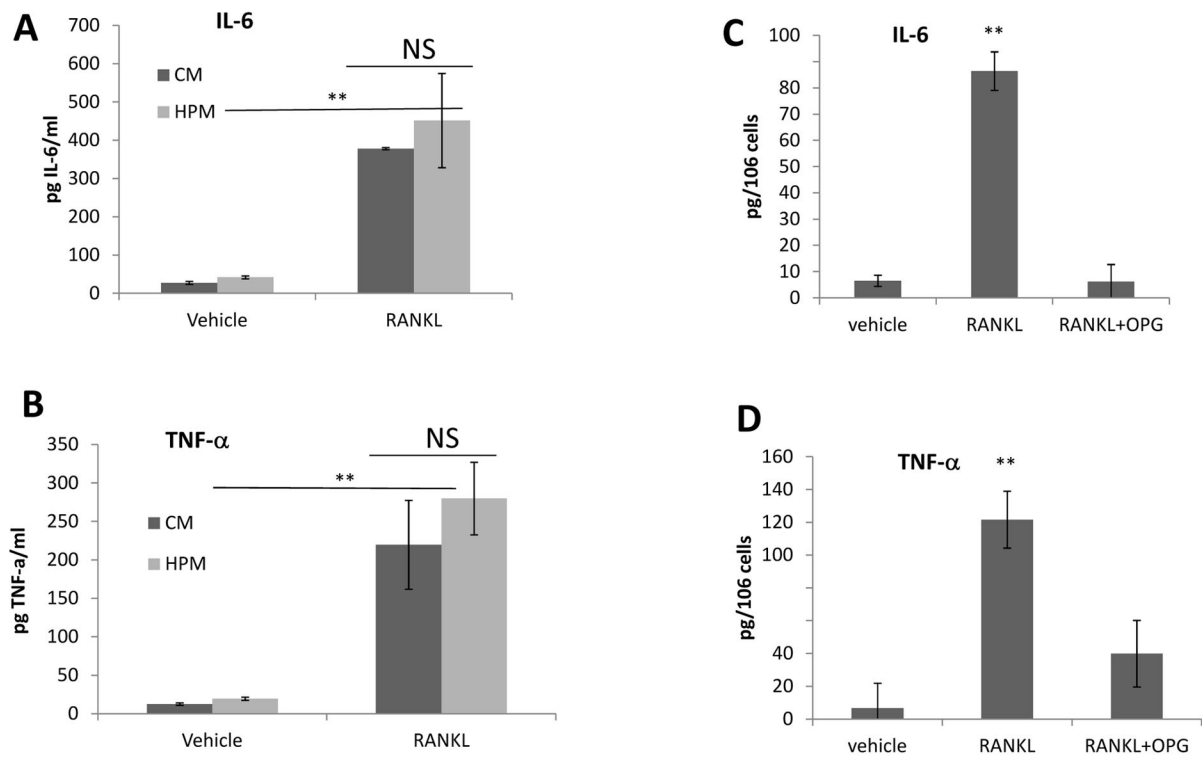 A
IL-6
700
600
500
400
300
200
100
0
pg IL-6/ml
CM
HPM
NS
**
Vehicle
RANKL
B
TNF-α
350
300
250
200
150
100
50
0
pg TNF-a/ml
CM
HPM
NS
**
Vehicle
RANKL
C
IL-6
**
100
90
80
70
60
50
40
30
20
10
0
pg/106 cells
vehicle
RANKL
RANKL+OPG
D
TNF-α
**
160
140
120
100
40
20
0
pg/106 cells
vehicle
RANKL
RANKL+OPG